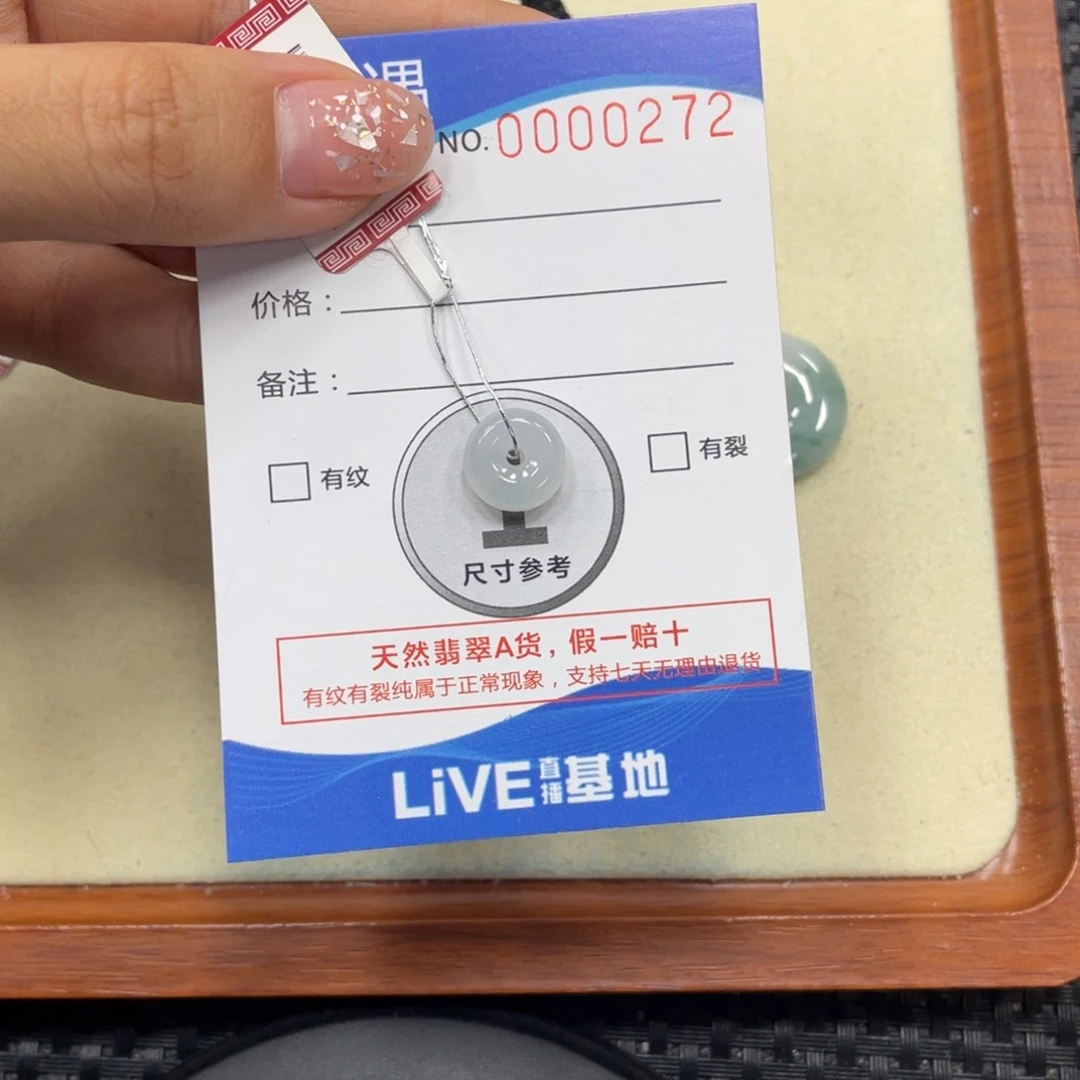 遇
NO. 0000272
价格：
备注：
有纹
有裂
尺寸参考
天然翡翠A货，假一赔十
有纹有裂纯属于正常现象，支持七天无理由退货
LiVE直播基地